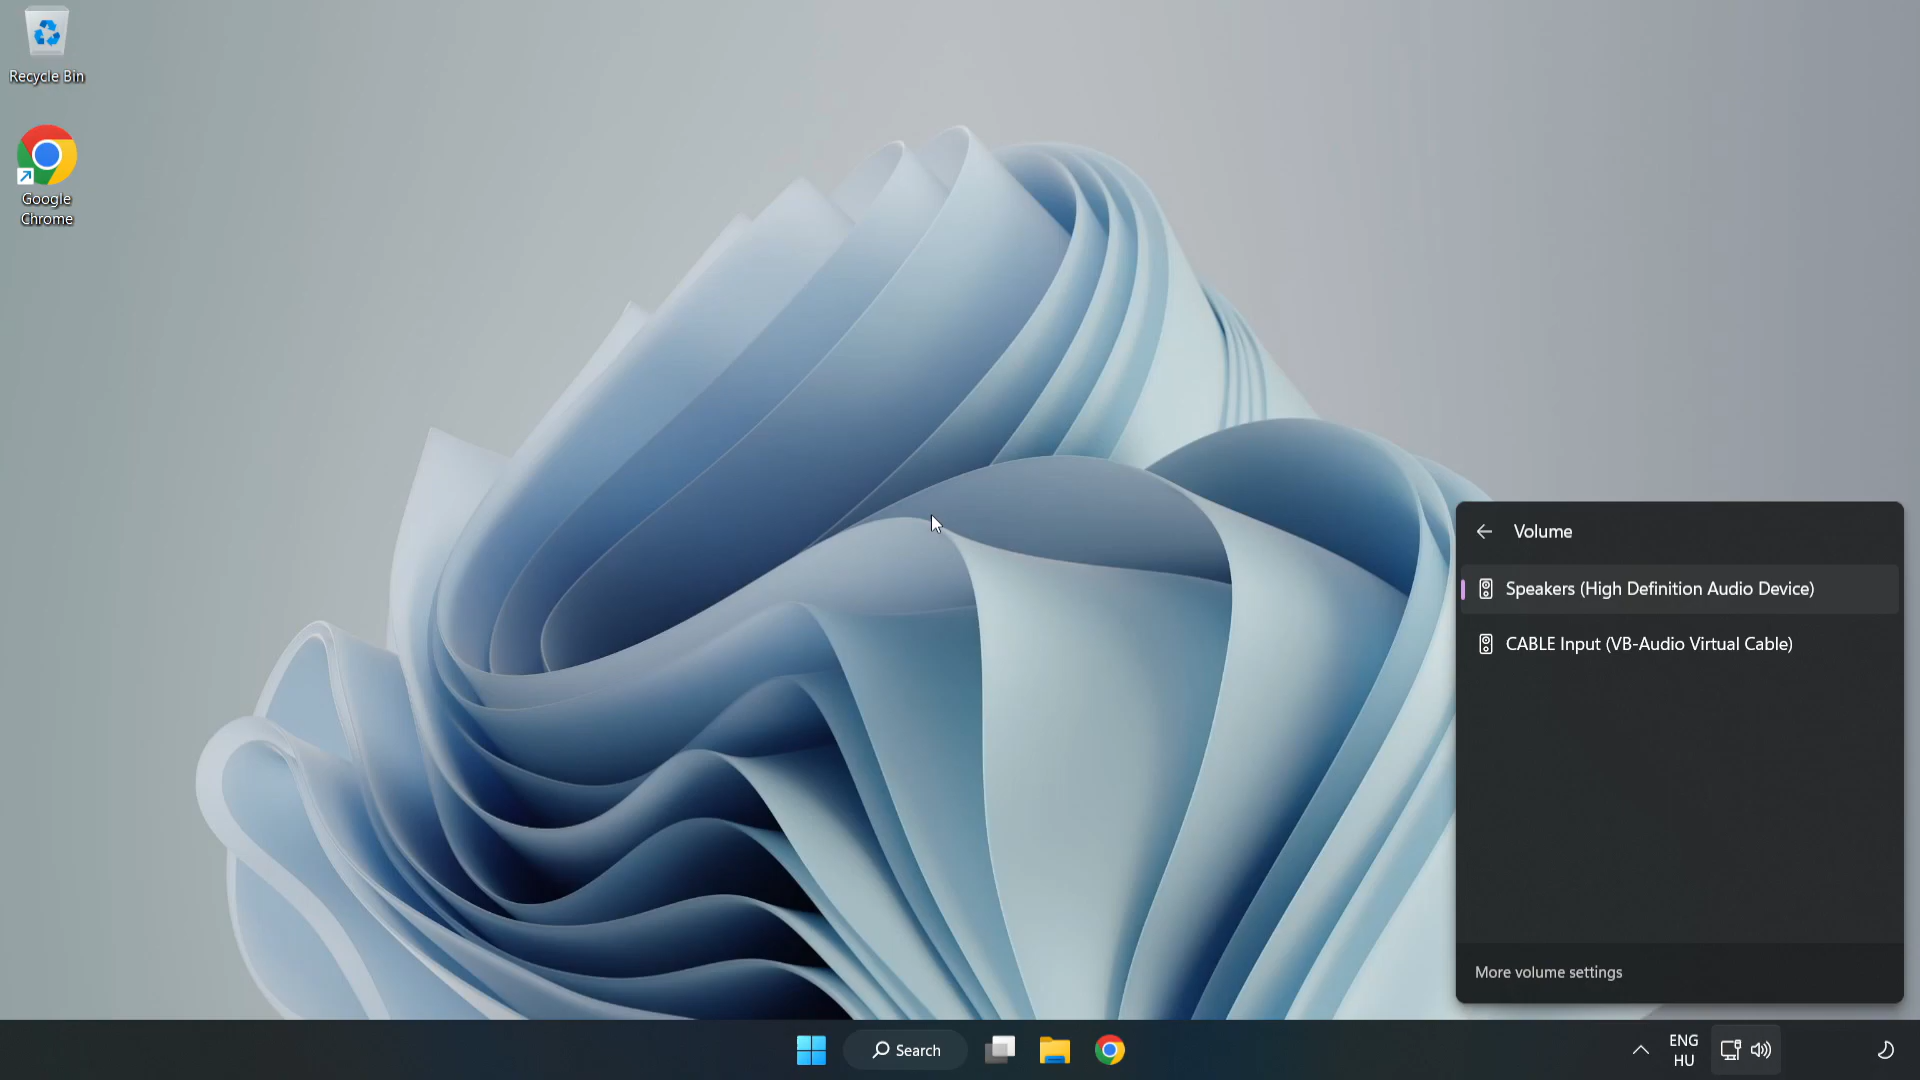 Recycle Bin
Google
Chrome
Volume
Speakers (High Definition Audio Device)
CABLE Input (VB-Audio Virtual Cable)
More volume settings
Search
ENG
HU